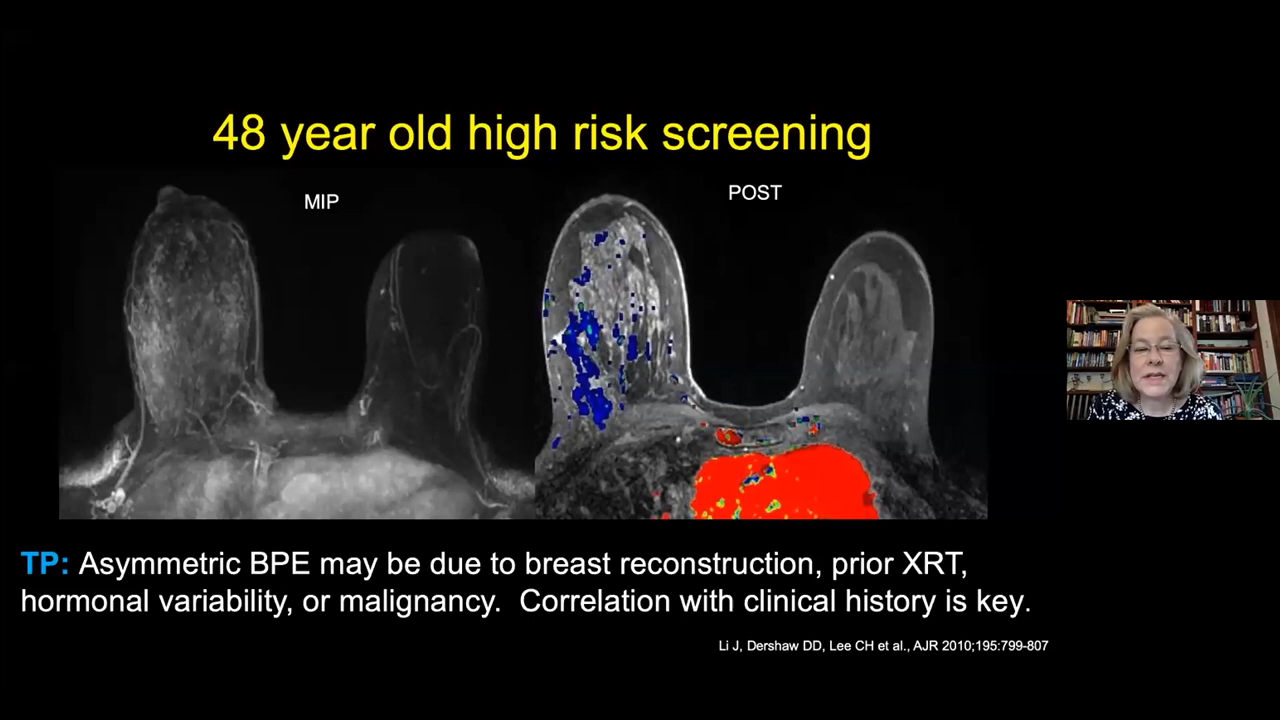 48 year old high risk screening
MIP
POST
TP: Asymmetric BPE may be due to breast reconstruction, prior XRT,
hormonal variability, or malignancy.  Correlation with clinical history is key.
Li J, Dershaw DD, Lee CH et al., AJR 2010;195:799-807